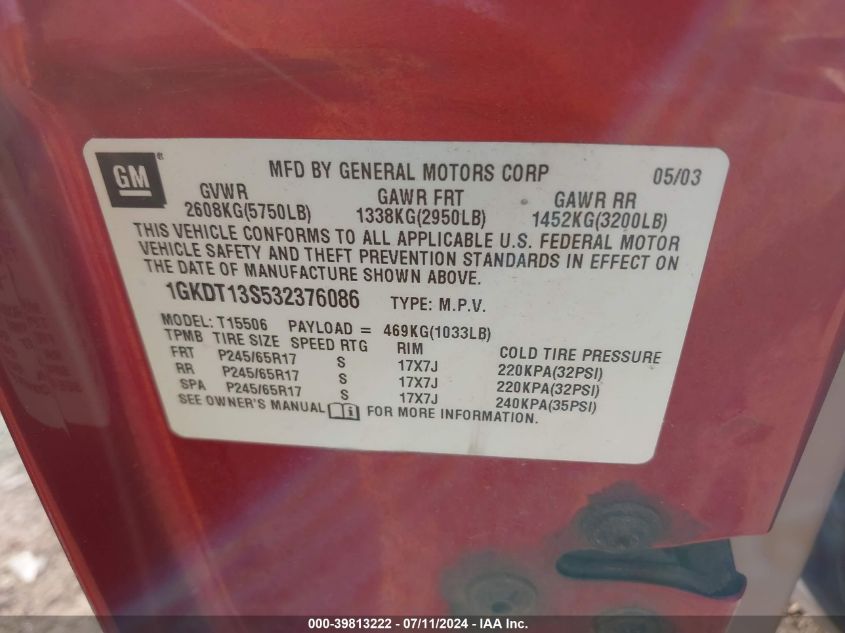 GM®
MFD BY GENERAL MOTORS CORP 05/03
GVWR GAWR FRT GAWR RR
2608KG(5750LB) 1338KG(2950LB) 1452KG(3200LB)
THIS VEHICLE CONFORMS TO ALL APPLICABLE U.S. FEDERAL MOTOR
VEHICLE SAFETY AND THEFT PREVENTION STANDARDS IN EFFECT ON
THE DATE OF MANUFACTURE SHOWN ABOVE.
1GKDT13S532376086 TYPE: M.P.V.
MODEL: T15506 PAYLOAD = 469KG(1033LB)
TPMB TIRE SIZE SPEED RTG RIM COLD TIRE PRESSURE
FRT P245/65R17 S 17X7J 220KPA(32PSI)
RR P245/65R17 S 17X7J 220KPA(32PSI)
SPA P245/65R17 S 17X7J 240KPA(35PSI)
SEE OWNER'S MANUAL FOR MORE INFORMATION.
000-39813222 - 07/11/2024 - IAA Inc.